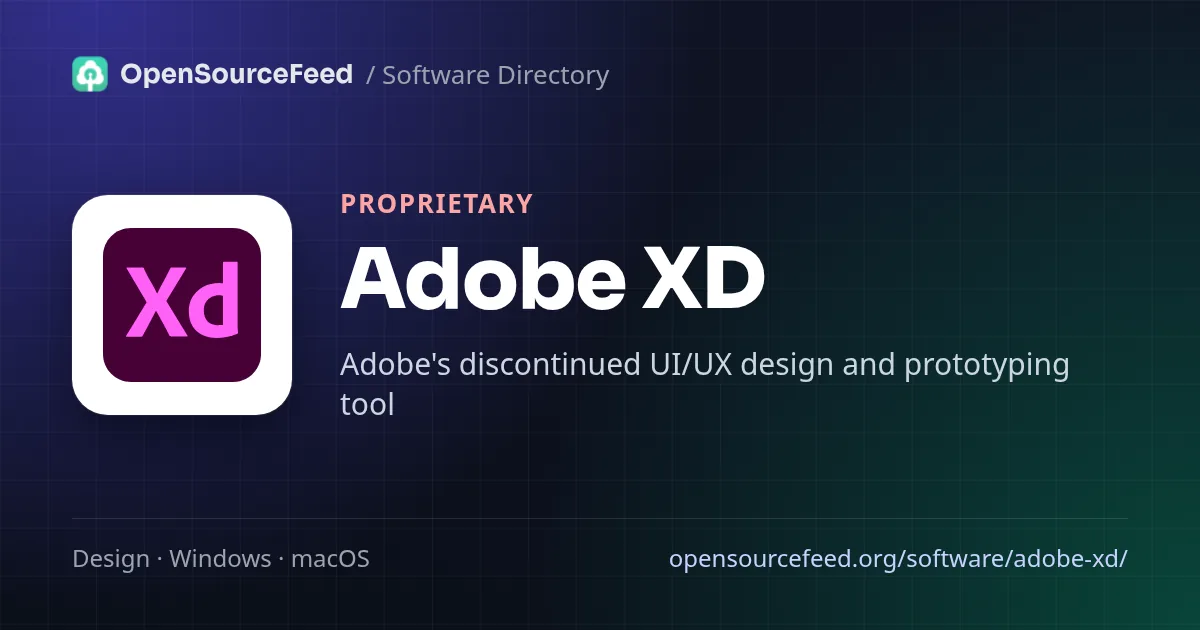 OpenSourceFeed / Software Directory
PROPRIETARY
Xd
Adobe XD
Adobe's discontinued UI/UX design and prototyping
tool
Design · Windows · macOS
opensourcefeed.org/software/adobe-xd/